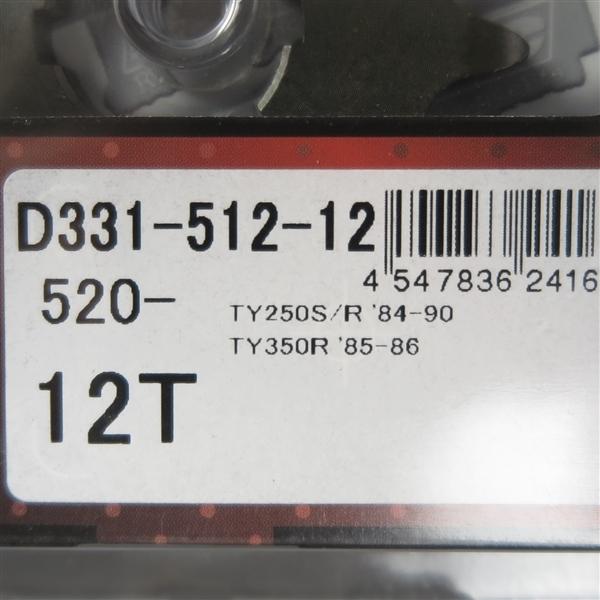 D331-512-12
4 547836 2416
520-
TY250S/R '84-90
TY350R '85-86
12T